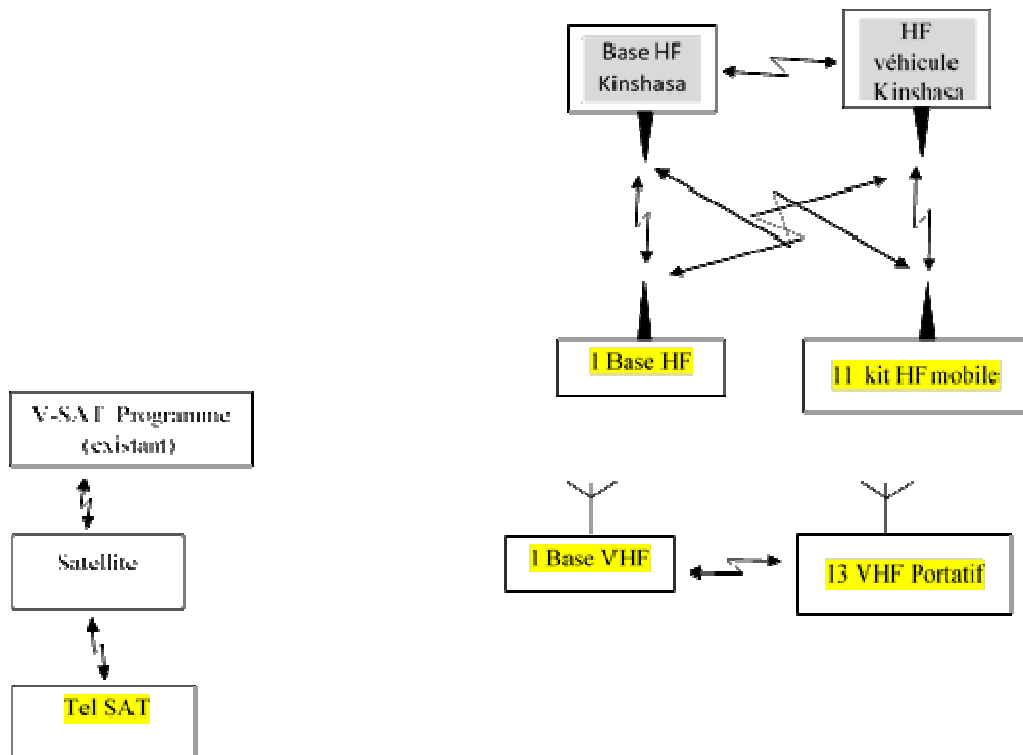 Base HF
Kinshasa
HF
véhicule
Kinshasa
1 Base HF
11 kit HF mobile
V-SAT Programme
(existant)
Satellite
1 Base VHF
13 VHF Portatif
Tel SAT